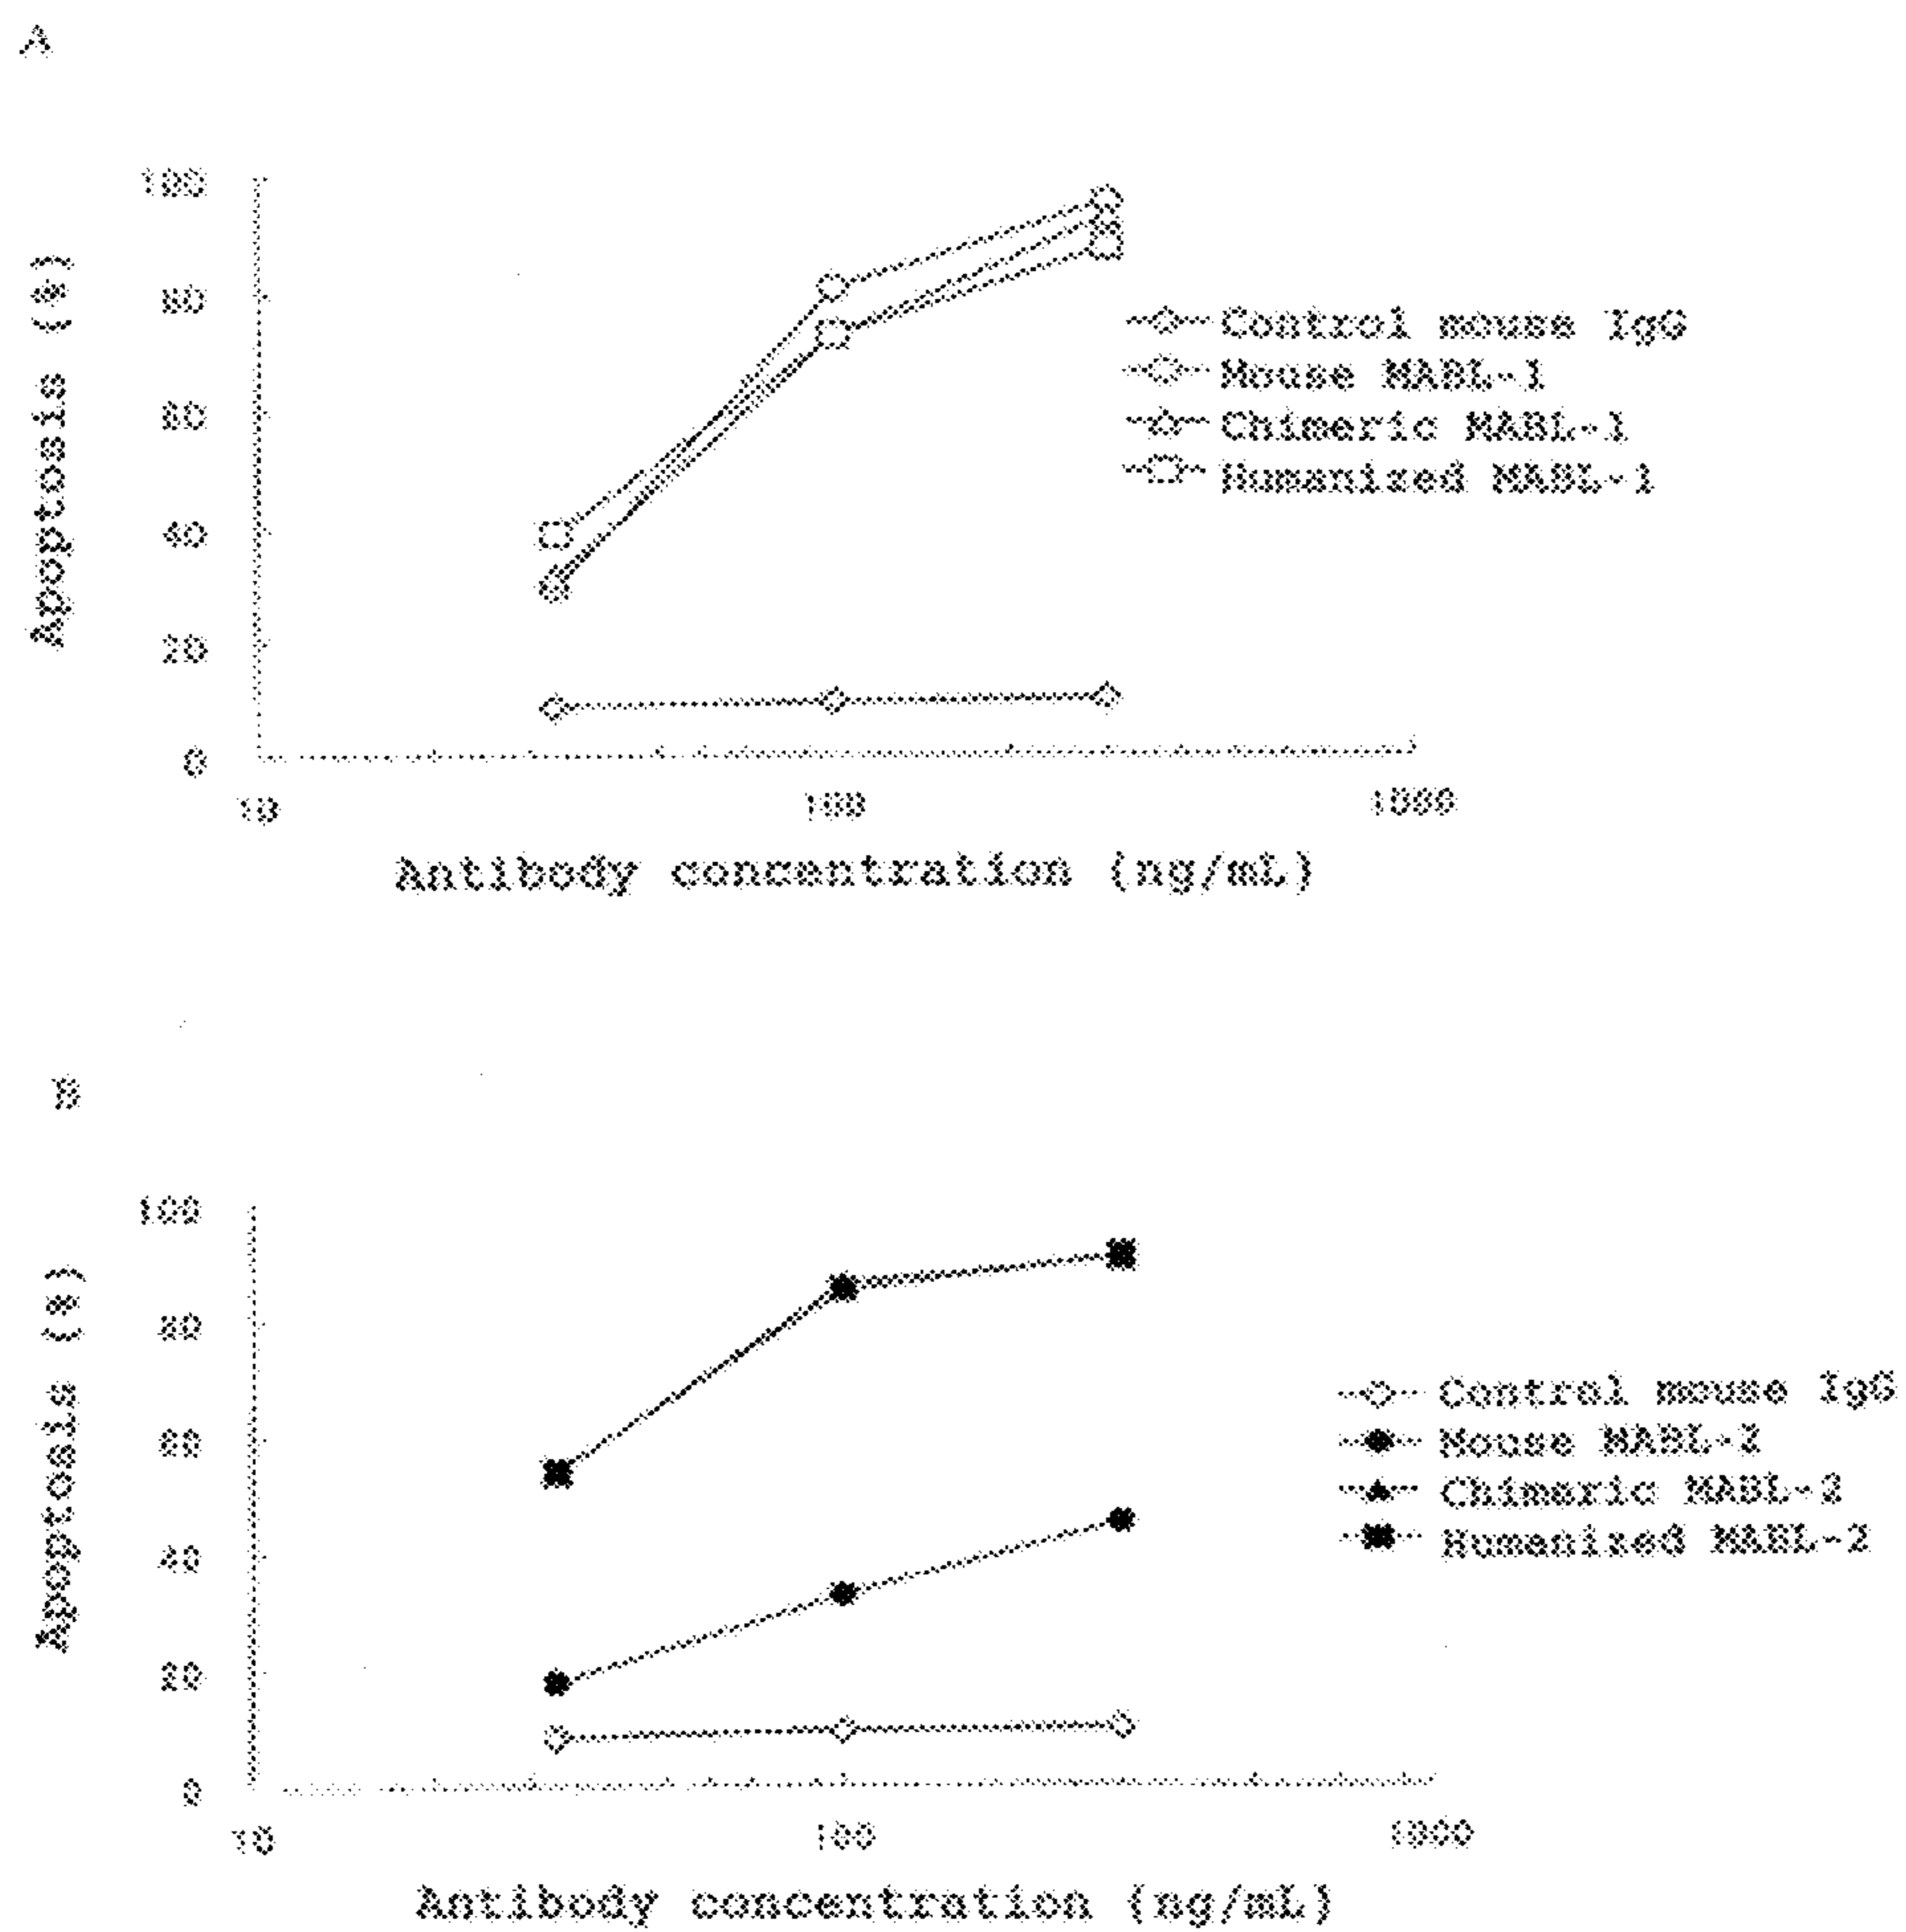 A
Apoptosis (%)
100
80
60
40
20
0
10
100
1000
Antibody concentration (ng/mL)
Control mouse IgG
Mouse MABL-1
Chimeric MABL-1
Humanized MABL-1
B
Apoptosis (%)
100
80
60
40
20
0
10
100
1000
Antibody concentration (ng/mL)
Control mouse IgG
Mouse MABL-2
Chimeric MABL-2
Humanized MABL-2